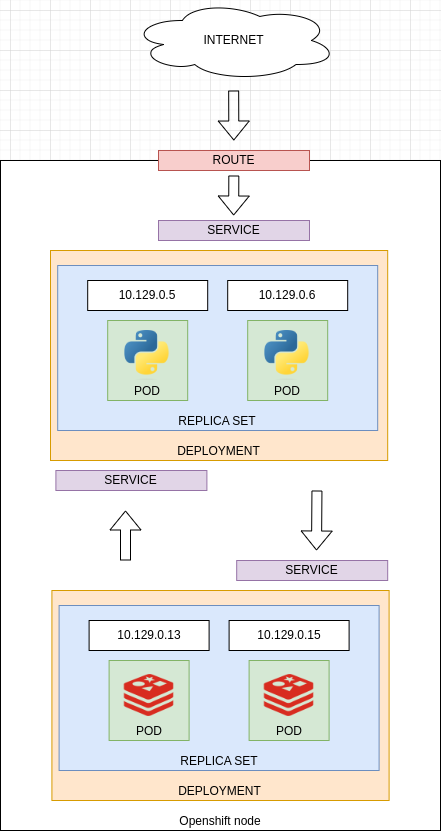 INTERNET
ROUTE
SERVICE
10.129.0.5
10.129.0.6
POD
POD
REPLICA SET
DEPLOYMENT
SERVICE
SERVICE
10.129.0.13
10.129.0.15
POD
POD
REPLICA SET
DEPLOYMENT
Openshift node